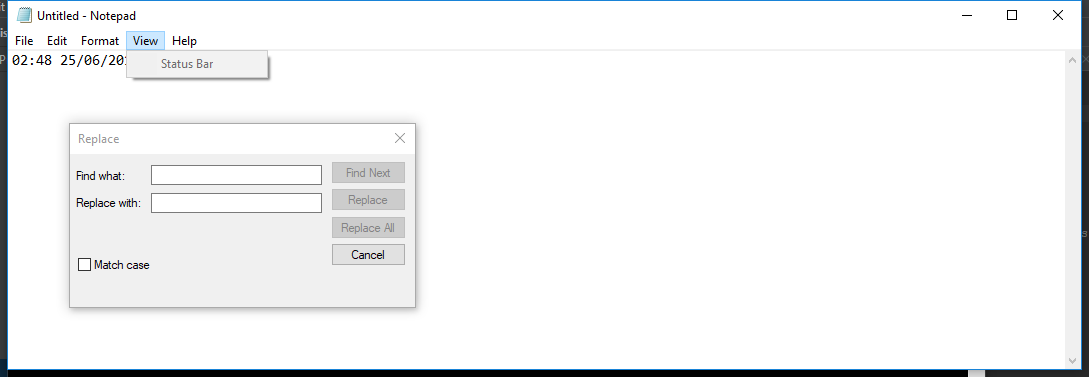 Untitled - Notepad
File Edit Format View Help
02:48 25/06/20
Status Bar
Replace
Find what:
Find Next
Replace with:
Replace
Replace All
Cancel
Match case